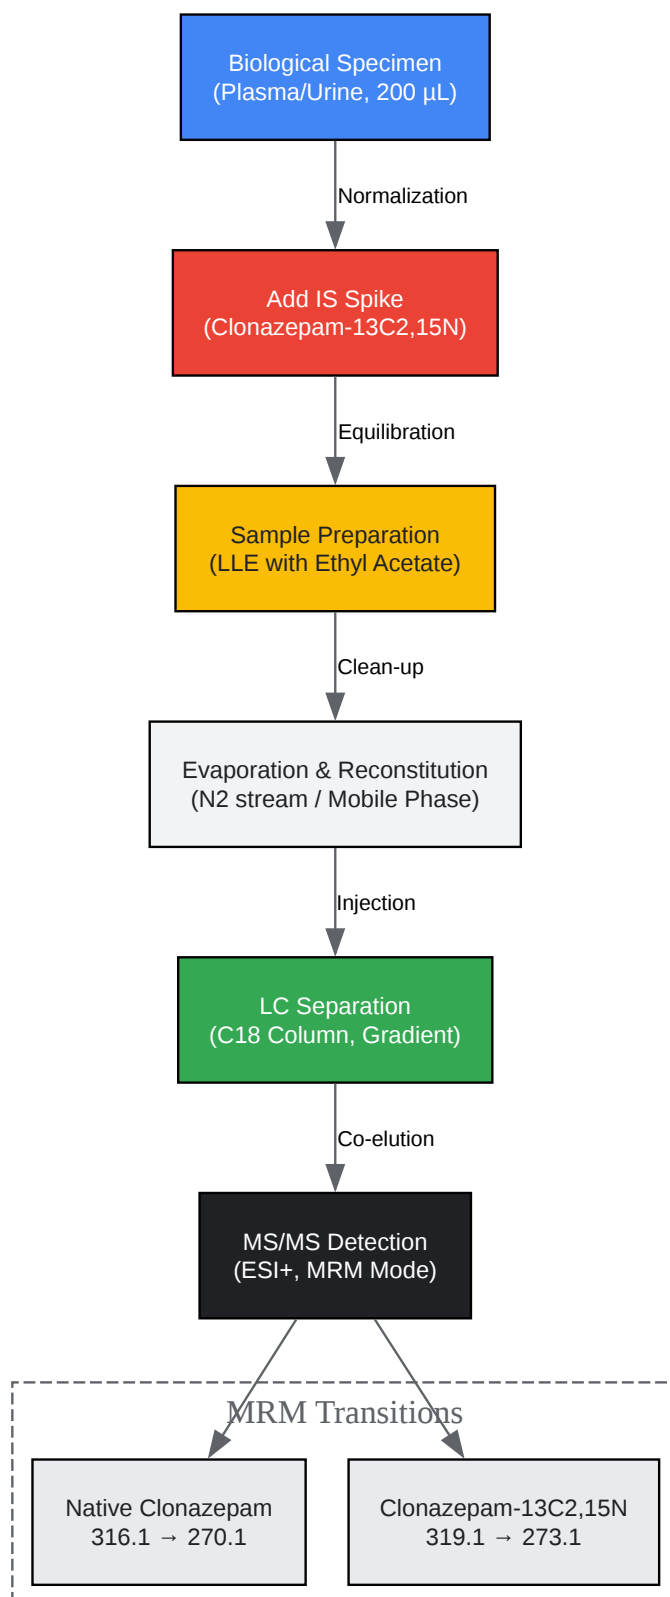 Biological Specimen
(Plasma/Urine, 200 µL)
Normalization
Add IS Spike
(Clonazepam-13C2,15N)
Equilibration
Sample Preparation
(LLE with Ethyl Acetate)
Clean-up
Evaporation & Reconstitution
(N2 stream / Mobile Phase)
Injection
LC Separation
(C18 Column, Gradient)
Co-elution
MS/MS Detection
(ESI+, MRM Mode)
MRM Transitions
Native Clonazepam
316.1 → 270.1
Clonazepam-13C2,15N
319.1 → 273.1